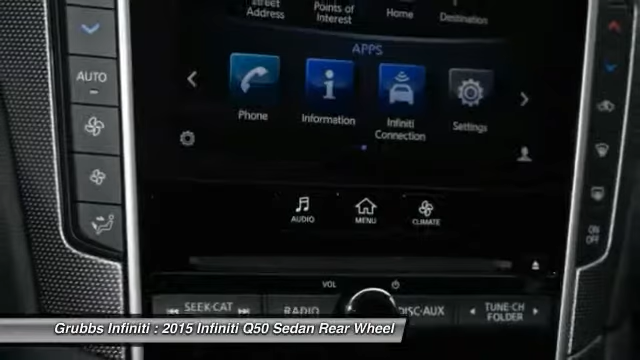 Street
Address
Points of
Interest
Home
Destination
APPS
AUTO
Phone
Information
Infiniti
Connection
Settings
AUDIO
MENU
CLIMATE
ON
OFF
VOL
SEEK·CAT
RADIO
DISC·AUX
TUNE·CH
FOLDER
Grubbs Infiniti : 2015 Infiniti Q50 Sedan Rear Wheel